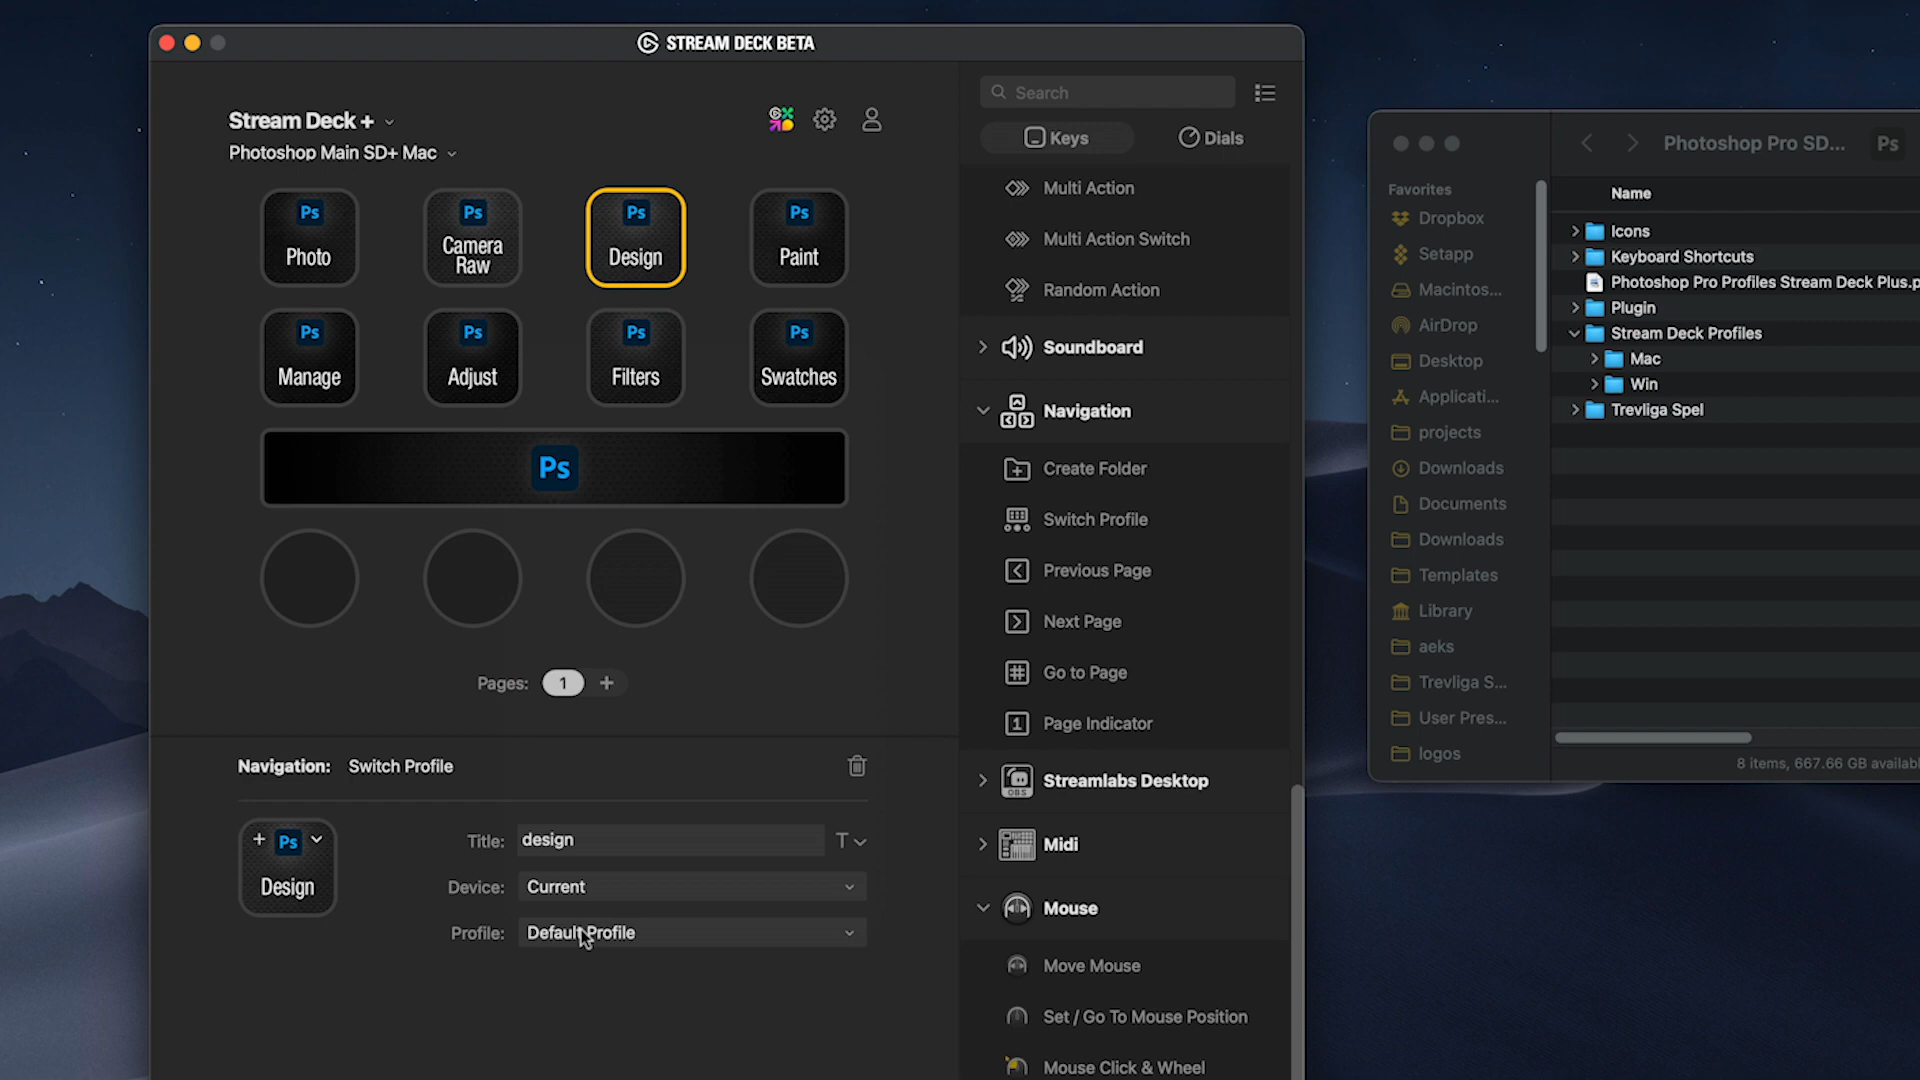 STREAM DECK BETA
Stream Deck +
Photoshop Main SD+ Mac
Ps
Photo
Ps
Camera
Raw
Ps
Design
Ps
Paint
Ps
Manage
Ps
Adjust
Ps
Filters
Ps
Swatches
Ps
Pages: 1 +
Navigation: Switch Profile
+ Ps
Design
Title: design
T
Device: Current
Profile: Default Profile
Search
Keys
Dials
Multi Action
Multi Action Switch
Random Action
Soundboard
Navigation
Create Folder
Switch Profile
Previous Page
Next Page
Go to Page
1 Page Indicator
OBS Streamlabs Desktop
Midi
Mouse
Move Mouse
Set / Go To Mouse Position
Mouse Click & Wheel
Photoshop Pro SD...
Ps
Favorites
Dropbox
Setapp
Macintos...
AirDrop
Desktop
Applicati...
projects
Downloads
Documents
Downloads
Templates
Library
aeks
Trevliga S...
User Pres...
logos
Name
Icons
Keyboard Shortcuts
Photoshop Pro Profiles Stream Deck Plus.p
Plugin
Stream Deck Profiles
Mac
Win
Trevliga Spel
8 items, 667.66 GB availabl